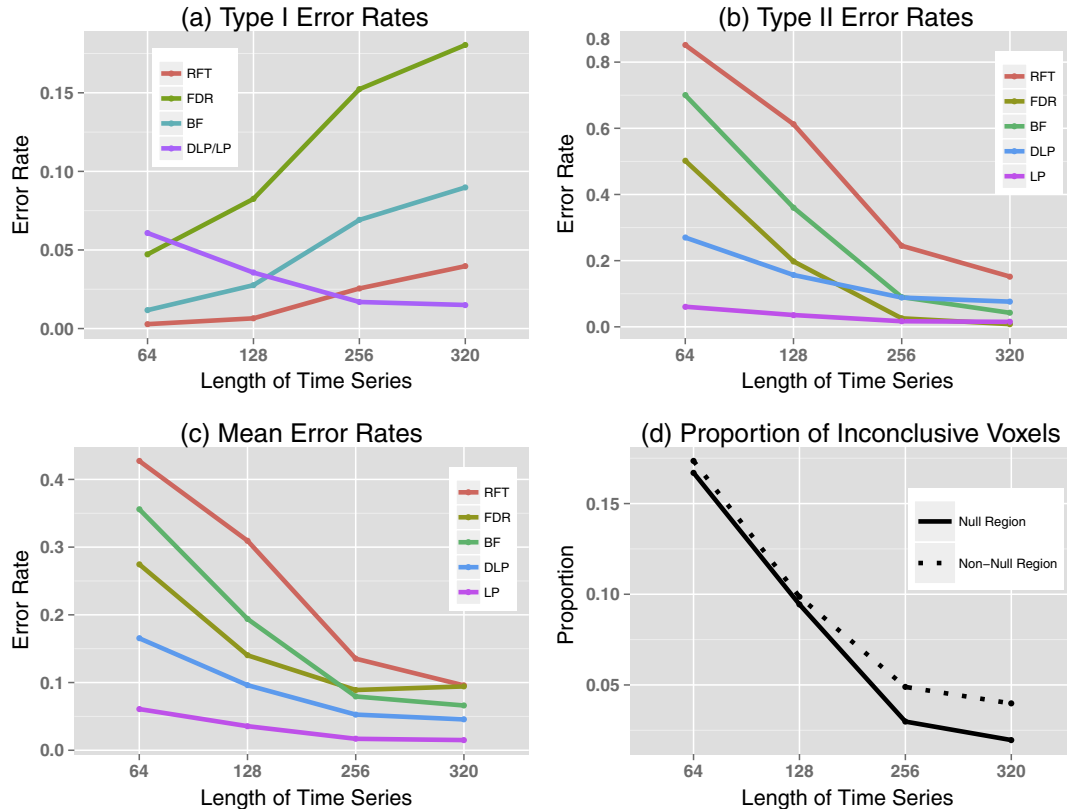 (a) Type I Error Rates
Error Rate
0.15
0.10
0.05
0.00
RFT
FDR
BF
DLP/LP
64 128 256 320
Length of Time Series
(b) Type II Error Rates
Error Rate
0.8
0.8
0.6
0.4
0.2
0.0
RFT
FDR
BF
DLP
LP
64 128 256 320
Length of Time Series
(c) Mean Error Rates
Error Rate
0.4
0.3
0.2
0.1
0.0
RFT
FDR
BF
DLP
LP
64 128 256 320
Length of Time Series
(d) Proportion of Inconclusive Voxels
Proportion
0.15
0.10
0.05
Null Region
Non−Null Region
64 128 256 320
Length of Time Series